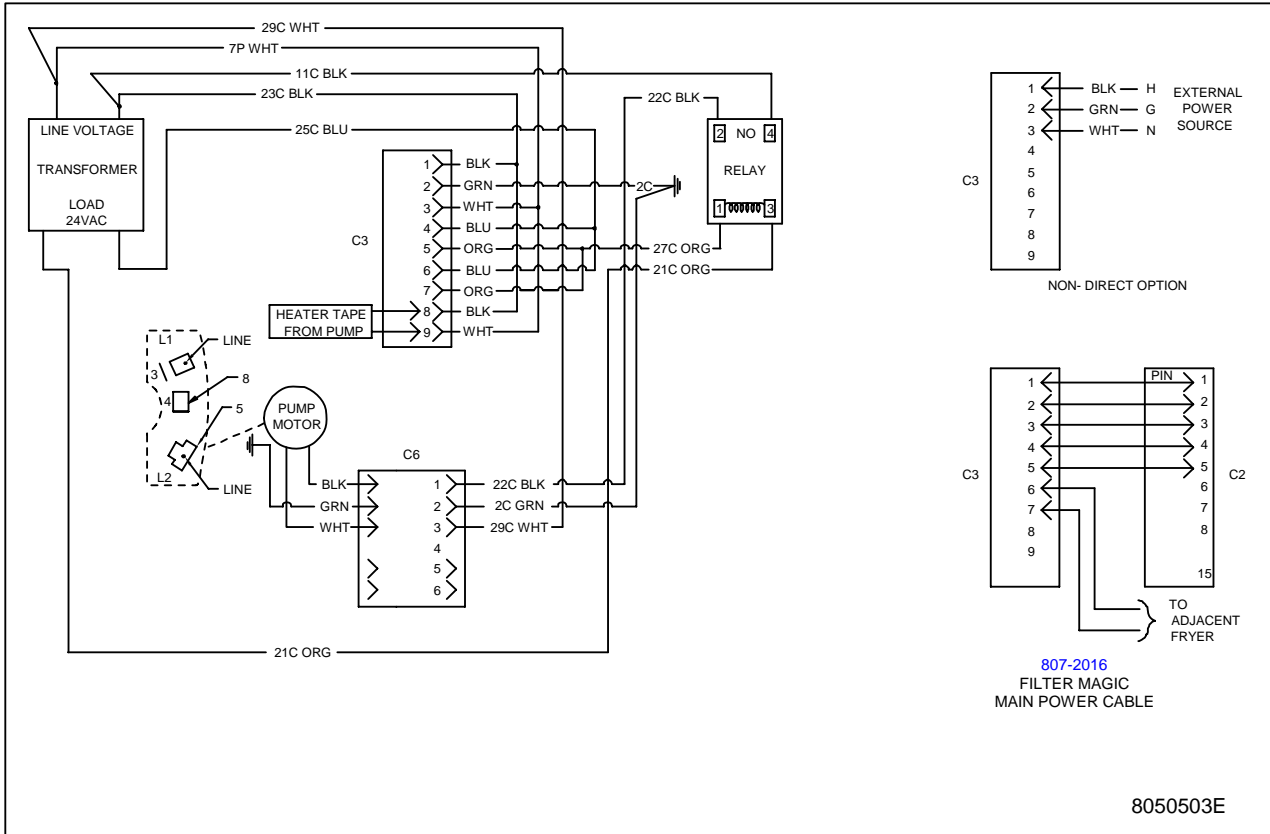 29C WHT
7P WHT
11C BLK
23C BLK
22C BLK
25C BLU
LINE VOLTAGE
TRANSFORMER
LOAD
24VAC
2 NO 4
RELAY
1 3
C3
1 BLK
2 GRN
3 WHT
4 BLU
5 ORG
6 BLU
7 ORG
8 BLK
9 WHT
2C
27C ORG
21C ORG
HEATER TAPE
FROM PUMP
L1
LINE
3
4
8
5
L2
LINE
PUMP
MOTOR
C6
BLK 1 22C BLK
GRN 2 2C GRN
WHT 3 29C WHT
4
5
6
21C ORG
C3
1 BLK H
2 GRN G
3 WHT N
4
5
6
7
8
9
EXTERNAL
POWER
SOURCE
NON- DIRECT OPTION
C3
1
2
3
4
5
6
7
8
9
PIN 1
2
3
4
5
6
7
8
15
C2
TO
ADJACENT
FRYER
807-2016
FILTER MAGIC
MAIN POWER CABLE
8050503E